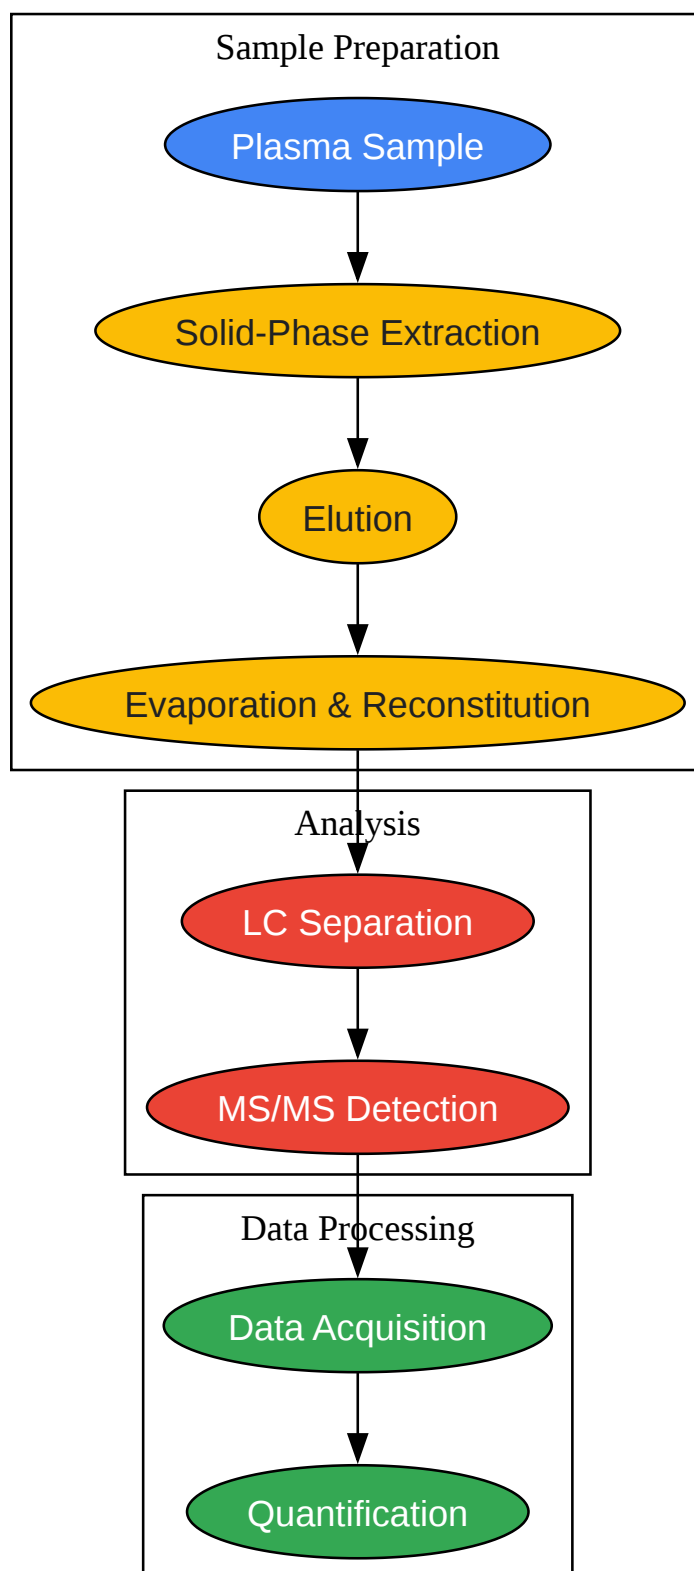 Sample Preparation
Plasma Sample
Solid-Phase Extraction
Elution
Evaporation & Reconstitution
Analysis
LC Separation
MS/MS Detection
Data Processing
Data Acquisition
Quantification